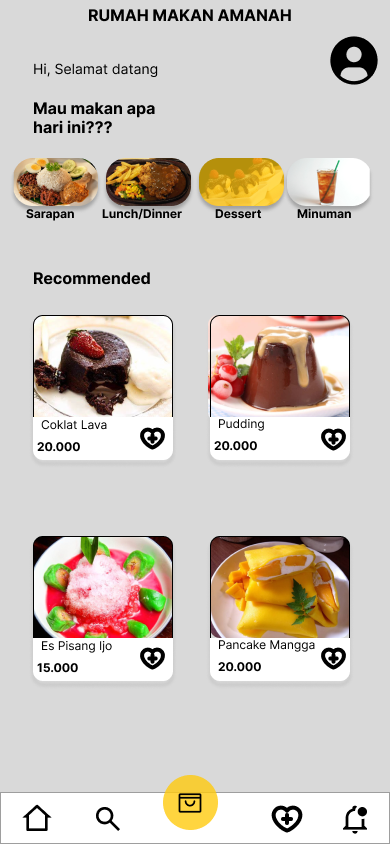 RUMAH MAKAN AMANAH
Hi, Selamat datang
Mau makan apa
hari ini???
Sarapan
Lunch/Dinner
Dessert
Minuman
Recommended
Coklat Lava
20.000
Pudding
20.000
Es Pisang Ijo
15.000
Pancake Mangga
20.000